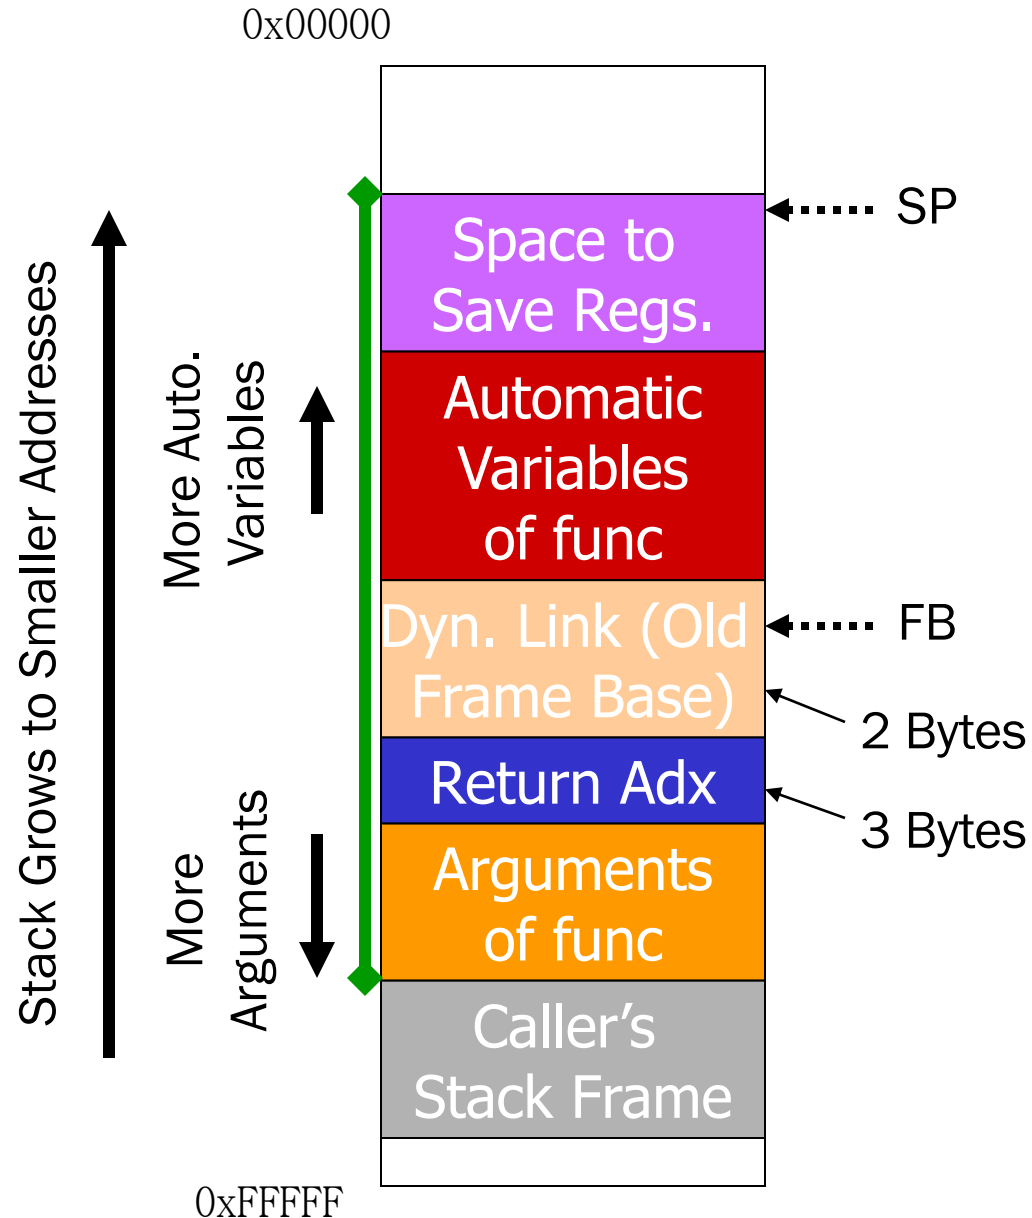 0x00000
SP
Space to
Save Regs.
Stack Grows to Smaller Addresses
More Auto.
Variables
Automatic
Variables
of func
Dyn. Link (Old
Frame Base)
FB
2 Bytes
Return Adx
3 Bytes
More
Arguments
Arguments
of func
Caller’s
Stack Frame
0xFFFFF